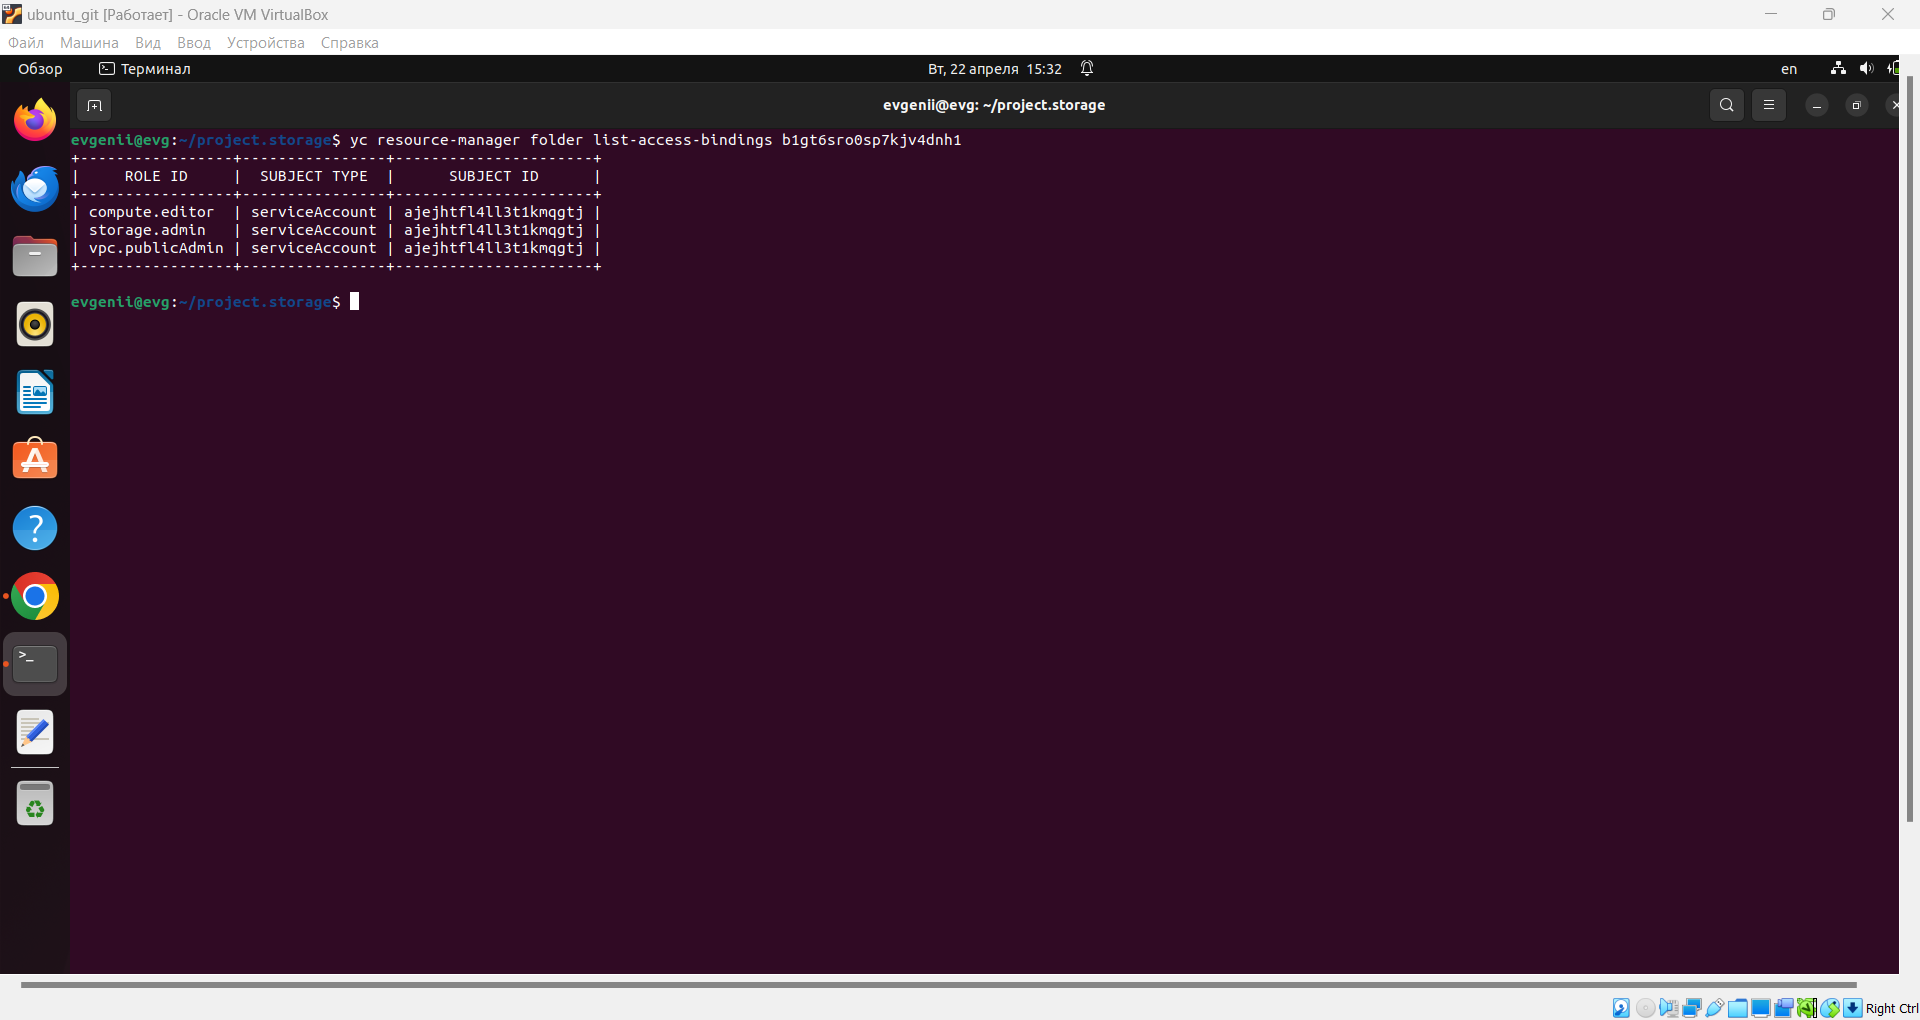 ubuntu_git [Работает] - Oracle VM VirtualBox
Файл Машина Вид Ввод Устройства Справка
Обзор Терминал Вт, 22 апреля 15:32 en
evgenii@evg: ~/project.storage
evgenii@evg:~/project.storage$ yc resource-manager folder list-access-bindings b1gt6sro0sp7kjv4dnh1
+-----------------+----------------+----------------------+
| ROLE ID | SUBJECT TYPE | SUBJECT ID |
+-----------------+----------------+----------------------+
| compute.editor | serviceAccount | ajejhtfl4ll3t1kmqgtj |
| storage.admin | serviceAccount | ajejhtfl4ll3t1kmqgtj |
| vpc.publicAdmin | serviceAccount | ajejhtfl4ll3t1kmqgtj |
+-----------------+----------------+----------------------+
evgenii@evg:~/project.storage$
Right Ctrl